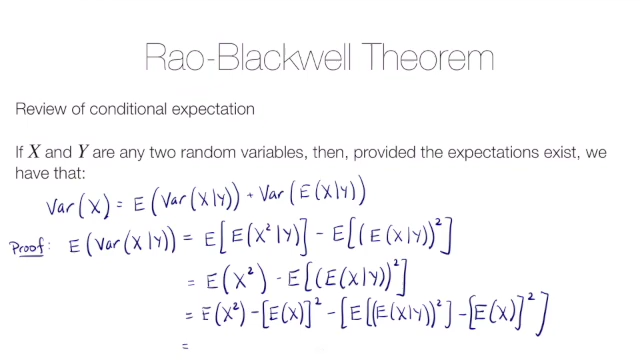 Rao-Blackwell Theorem
Review of conditional expectation
If X and Y are any two random variables, then, provided the expectations exist, we
have that:
Var(X) = E(Var(X|Y)) + Var(E(X|Y))
Proof: E(Var(X|Y)) = E[E(X²|Y)] - E[(E(X|Y))²]
= E(X²) - E[(E(X|Y))²]
= E(X²) - [E(X)]² - [E[(E(X|Y))²] - [E(X)]²]
=